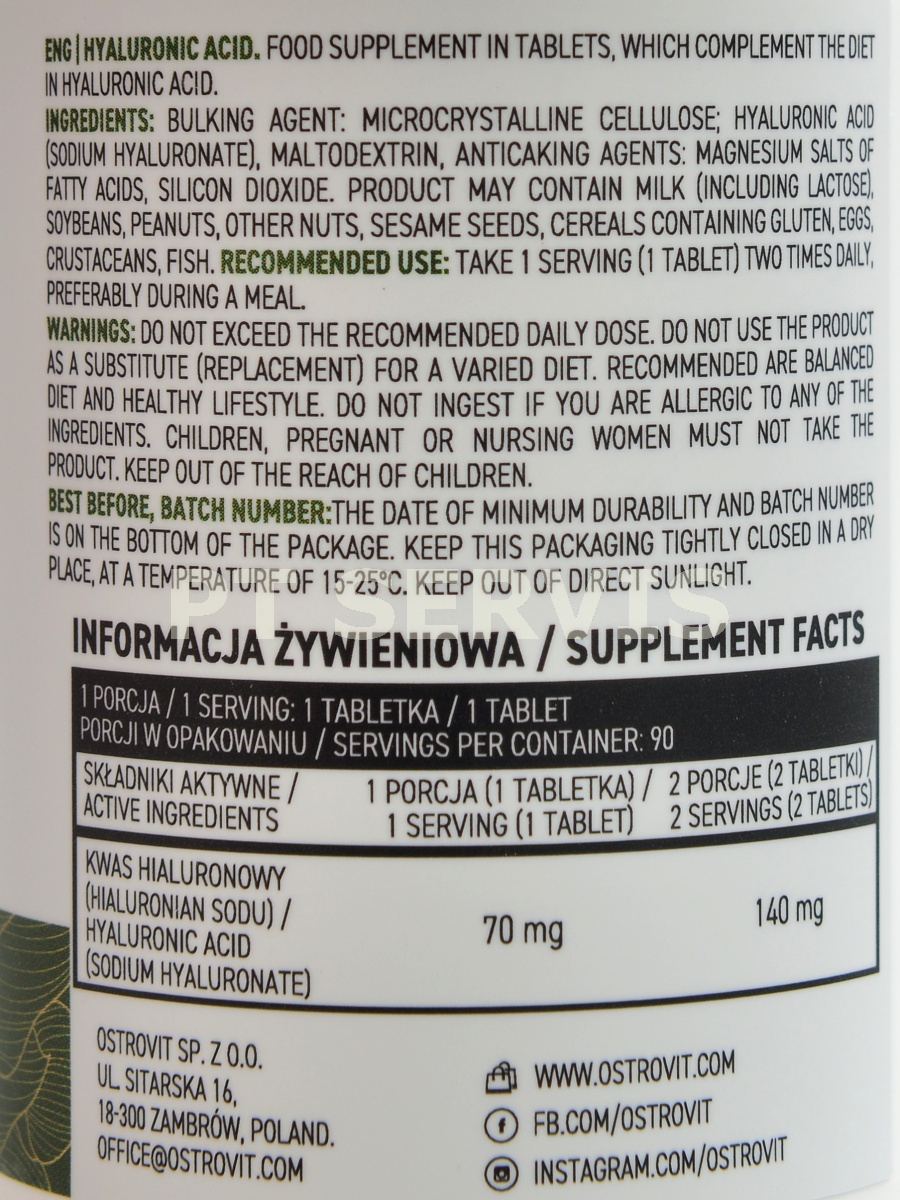 ENG|HYALURONIC ACID. FOOD SUPPLEMENT IN TABLETS, WHICH COMPLEMENT THE DIET
IN HYALURONIC ACID.
INGREDIENTS: BULKING AGENT: MICROCRYSTALLINE CELLULOSE; HYALURONIC ACID
(SODIUM HYALURONATE), MALTODEXTRIN, ANTICAKING AGENTS: MAGNESIUM SALTS OF
FATTY ACIDS, SILICON DIOXIDE. PRODUCT MAY CONTAIN MILK (INCLUDING LACTOSE),
SOYBEANS, PEANUTS, OTHER NUTS, SESAME SEEDS, CEREALS CONTAINING GLUTEN, EGGS,
CRUSTACEANS, FISH. RECOMMENDED USE: TAKE 1 SERVING (1 TABLET) TWO TIMES DAILY,
PREFERABLY DURING A MEAL.
WARNINGS: DO NOT EXCEED THE RECOMMENDED DAILY DOSE. DO NOT USE THE PRODUCT
AS A SUBSTITUTE (REPLACEMENT) FOR A VARIED DIET. RECOMMENDED ARE BALANCED
DIET AND HEALTHY LIFESTYLE. DO NOT INGEST IF YOU ARE ALLERGIC TO ANY OF THE
INGREDIENTS. CHILDREN, PREGNANT OR NURSING WOMEN MUST NOT TAKE THE
PRODUCT. KEEP OUT OF THE REACH OF CHILDREN.
BEST BEFORE, BATCH NUMBER:THE DATE OF MINIMUM DURABILITY AND BATCH NUMBER
IS ON THE BOTTOM OF THE PACKAGE. KEEP THIS PACKAGING TIGHTLY CLOSED IN A DRY
PLACE, AT A TEMPERATURE OF 15-25°C. KEEP OUT OF DIRECT SUNLIGHT.
PT SERVIS
INFORMACJA ŻYWIENIOWA / SUPPLEMENT FACTS
1 PORCJA / 1 SERVING: 1 TABLETKA / 1 TABLET
PORCJI W OPAKOWANIU / SERVINGS PER CONTAINER: 90
SKŁADNIKI AKTYWNE /
ACTIVE INGREDIENTS
1 PORCJA (1 TABLETKA) /
1 SERVING (1 TABLET)
2 PORCJE (2 TABLETKI) /
2 SERVINGS (2 TABLETS)
KWAS HIALURONOWY
(HIALURONIAN SODU) /
HYALURONIC ACID
(SODIUM HYALURONATE)
70 mg
140 mg
OSTROVIT SP. Z O.O.
UL. SITARSKA 16,
18-300 ZAMBRÓW, POLAND.
OFFICE@OSTROVIT.COM
WWW.OSTROVIT.COM
FB.COM/OSTROVIT
INSTAGRAM.COM/OSTROVIT